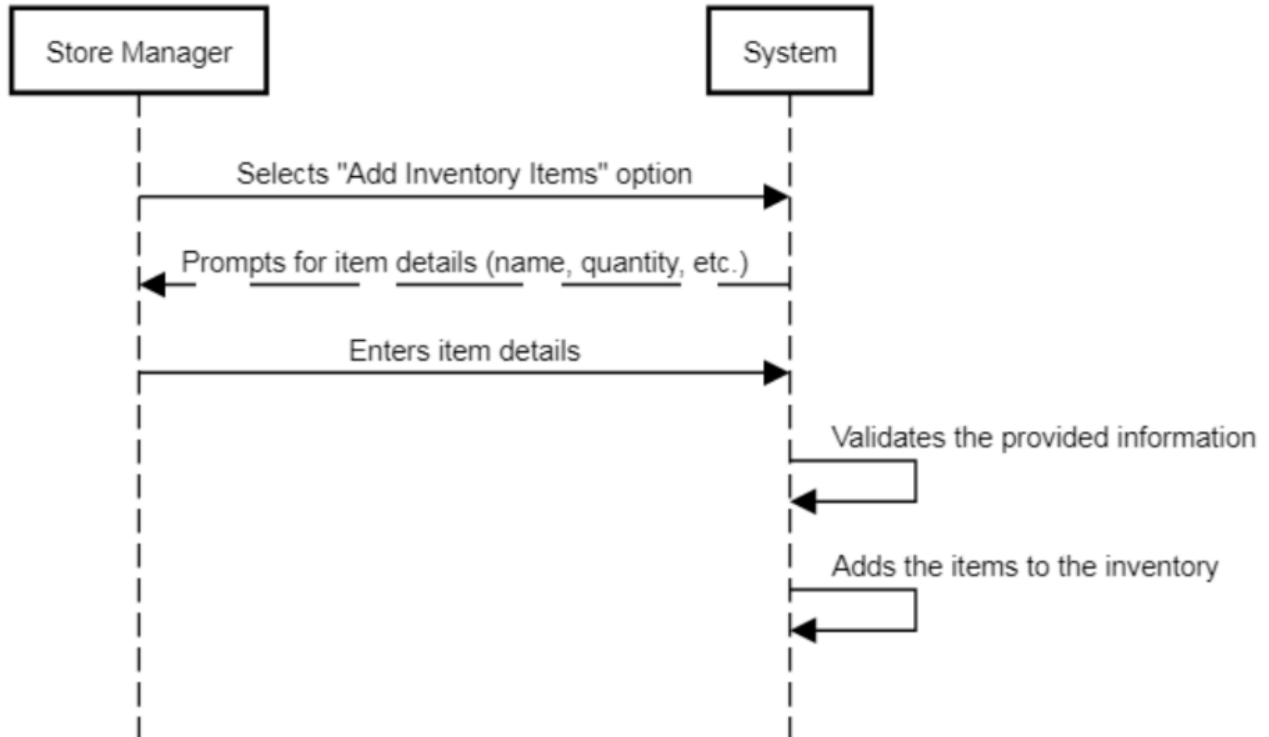 Store Manager
System
Selects "Add Inventory Items" option
Prompts for item details (name, quantity, etc.)
Enters item details
Validates the provided information
Adds the items to the inventory